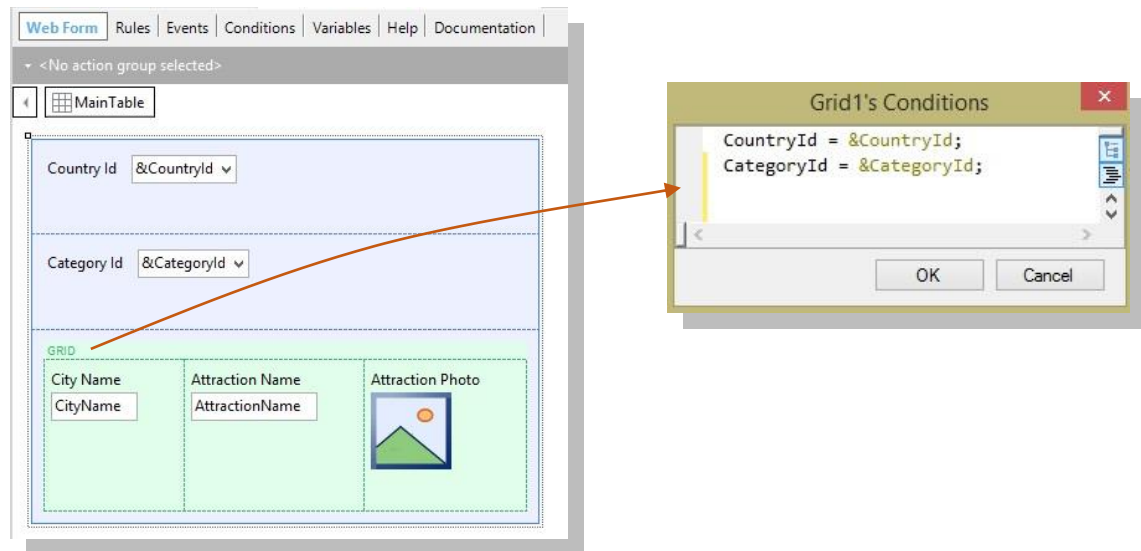 Web Form Rules Events Conditions Variables Help Documentation
<No action group selected>
MainTable
Country Id &CountryId
Category Id &CategoryId
GRID
City Name Attraction Name Attraction Photo
CityName AttractionName
Grid1's Conditions
CountryId = &CountryId;
CategoryId = &CategoryId;
OK Cancel